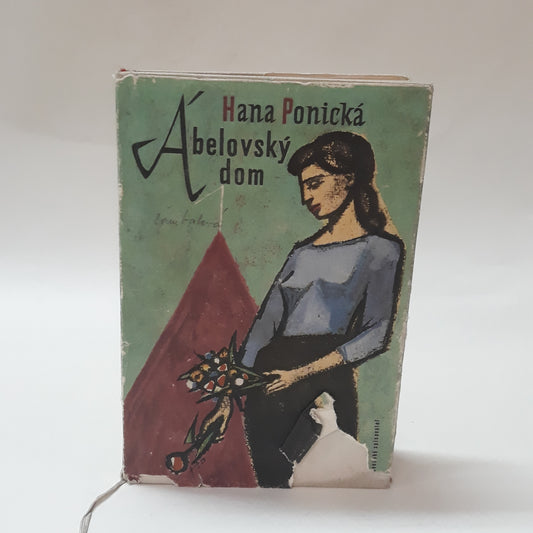 Hana Ponická
Ábelovský
dom